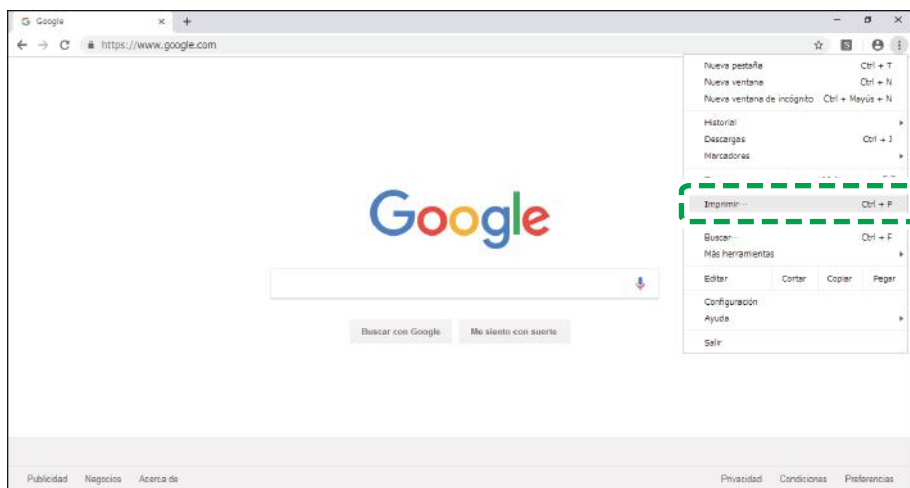 Google
https://www.google.com
Nueva pestaña Ctrl + T
Nueva ventana Ctrl + N
Nueva ventana de incógnito Ctrl + Mayús + N
Historial
Descargas Ctrl + J
Marcadores
Imprimir... Ctrl + P
Buscar... Ctrl + F
Más herramientas
Editar Cortar Copiar Pegar
Configuración
Ayuda
Salir
Google
Buscar con Google Me siento con suerte
Publicidad Negocios Acerca de Privacidad Condiciones Preferencias